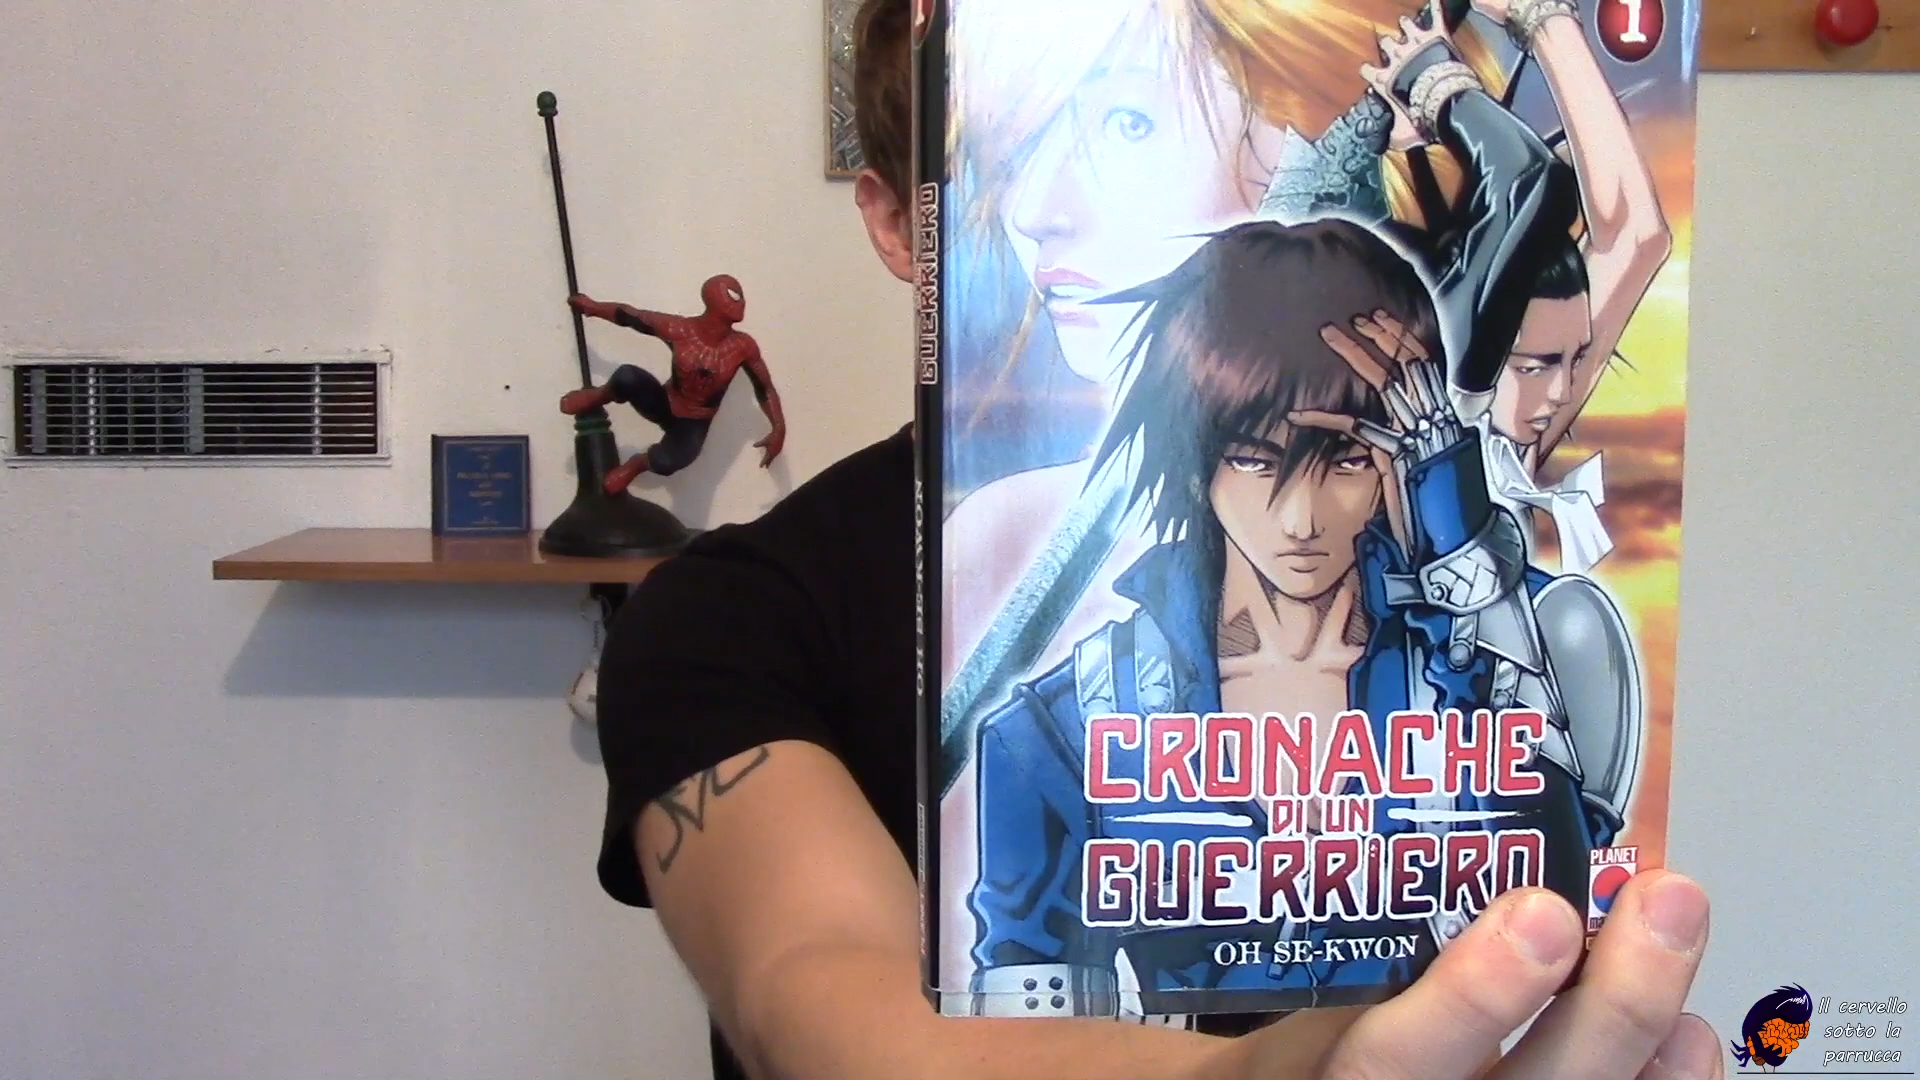 1
CRONACHE
DI UN
GUERRIERO
OH SE-KWON
PLANET
GUERRIERO
OH SE-KWON
Il cervello
sotto la
parrucca